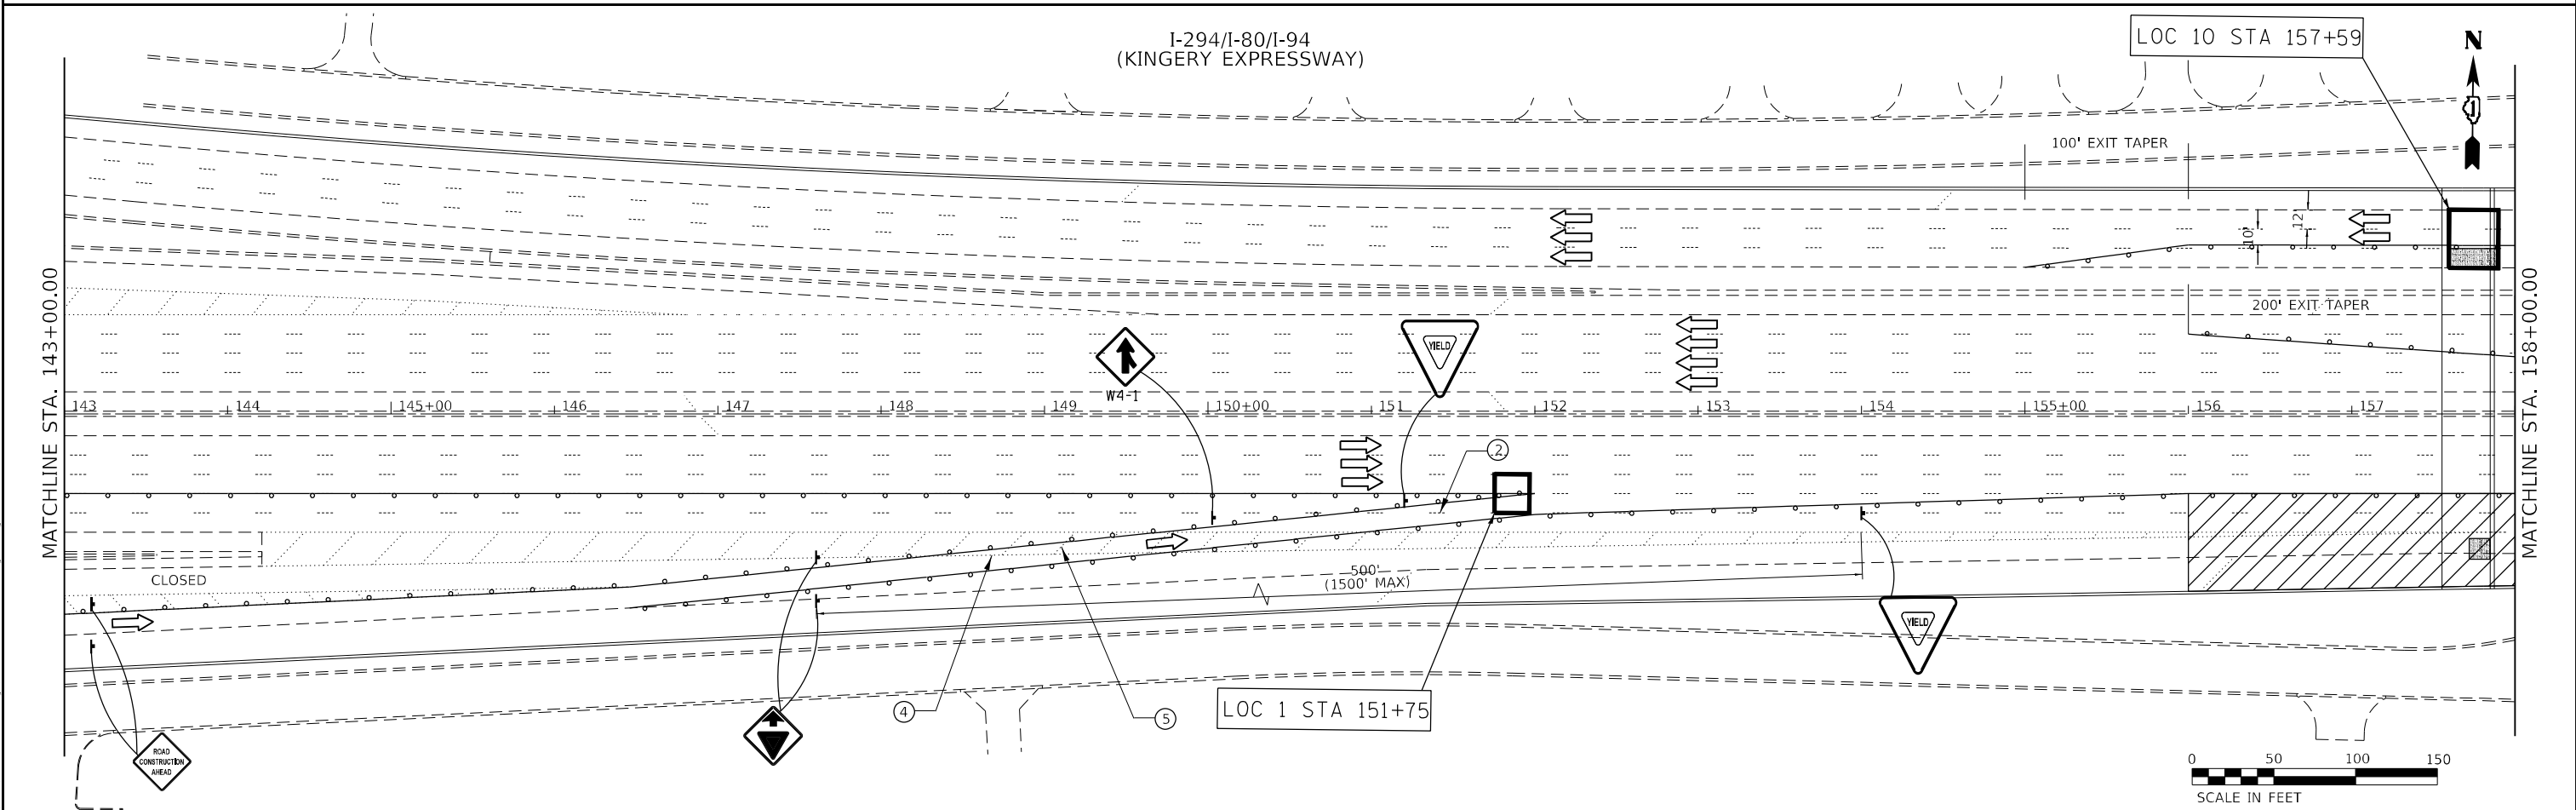 I-294/I-80/I-94
(KINGERY EXPRESSWAY)
LOC 10 STA 157+59
N
1
100' EXIT TAPER
12'
10'
200' EXIT TAPER
MATCHLINE STA. 143+00.00
MATCHLINE STA. 158+00.00
YIELD
W4-1
143 144 145+00 146 147 148 149 150+00 151 152 153 154 155+00 156 157
2
CLOSED
500'
(1500' MAX)
YIELD
4
5
LOC 1 STA 151+75
ROAD
CONSTRUCTION
AHEAD
0 50 100 150
SCALE IN FEET